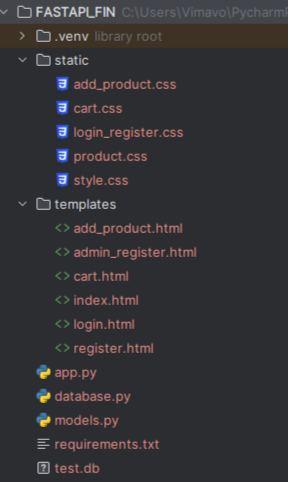 FASTAPI_FIN C:\Users\Vimavo\Pycharm
.venv library root
static
add_product.css
cart.css
login_register.css
product.css
style.css
templates
add_product.html
admin_register.html
cart.html
index.html
login.html
register.html
app.py
database.py
models.py
requirements.txt
test.db